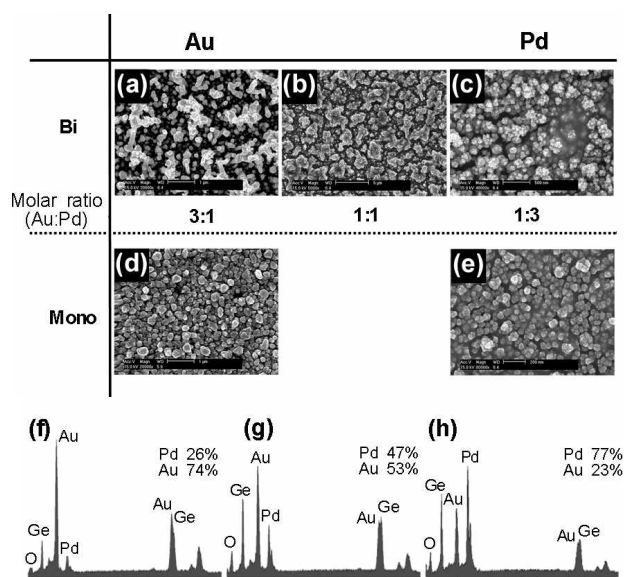 Au Pd
(a) (b) (c)
Bi
Molar ratio
(Au:Pd)
3:1 1:1 1:3
(d) (e)
Mono
(f) (g) (h)
Au
Pd 26%
Au 74%
Au
Ge
Ge
O
Pd
Au
Pd 47%
Au 53%
Ge
Pd
O
Au
Ge
Pd
Pd 77%
Au 23%
Ge
Au
O
Au
Ge